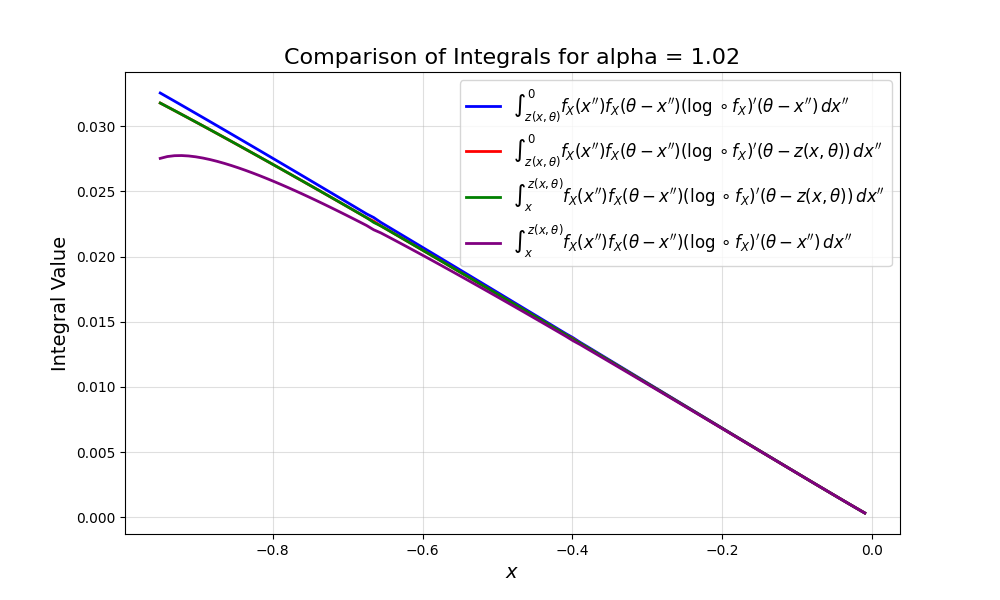 Comparison of Integrals for alpha = 1.02
∫_{z(x, θ)}^{0} f_X(x″)f_X(θ − x″)(log ∘ f_X)′(θ − x″) dx″
∫_{z(x, θ)}^{0} f_X(x″)f_X(θ − x″)(log ∘ f_X)′(θ − z(x, θ)) dx″
∫_{x}^{z(x, θ)} f_X(x″)f_X(θ − x″)(log ∘ f_X)′(θ − z(x, θ)) dx″
∫_{x}^{z(x, θ)} f_X(x″)f_X(θ − x″)(log ∘ f_X)′(θ − x″) dx″
Integral Value
0.030
0.025
0.020
0.015
0.010
0.005
0.000
−0.8
−0.6
−0.4
−0.2
0.0
x